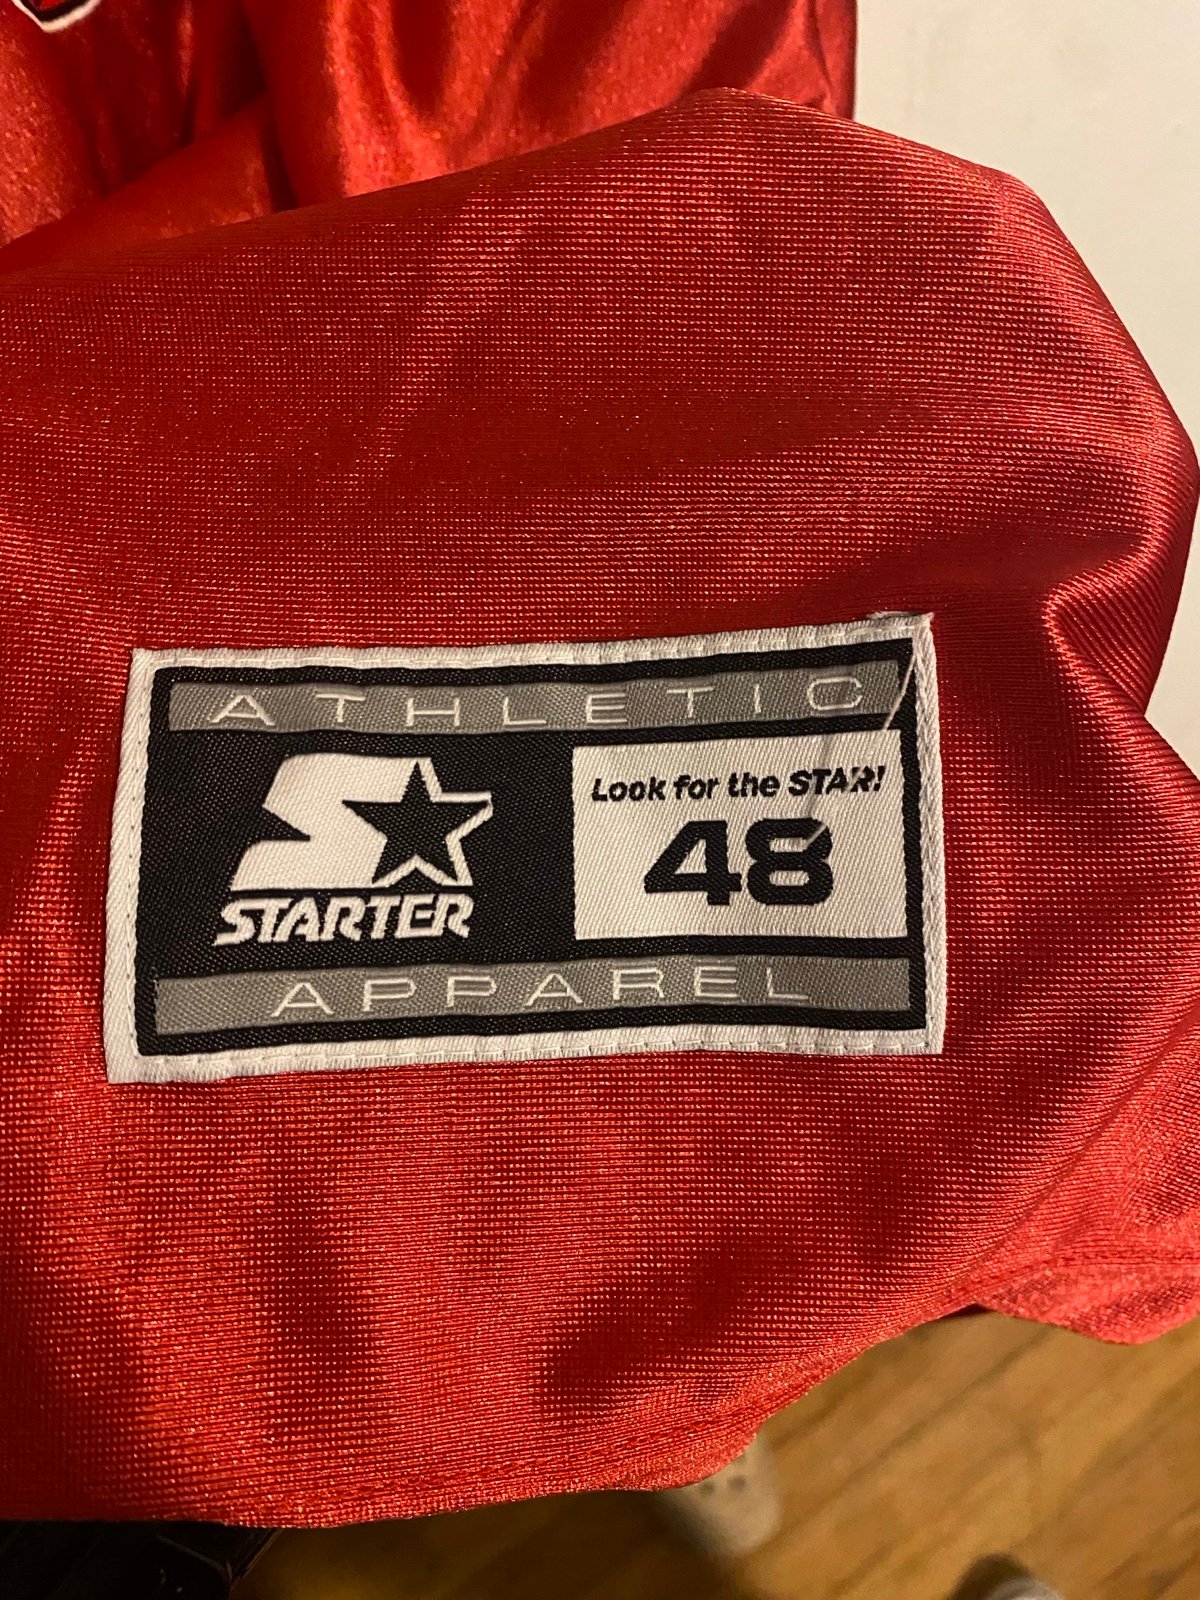 ATHLETIC
Look for the STAR!
48
STARTER
APPAREL